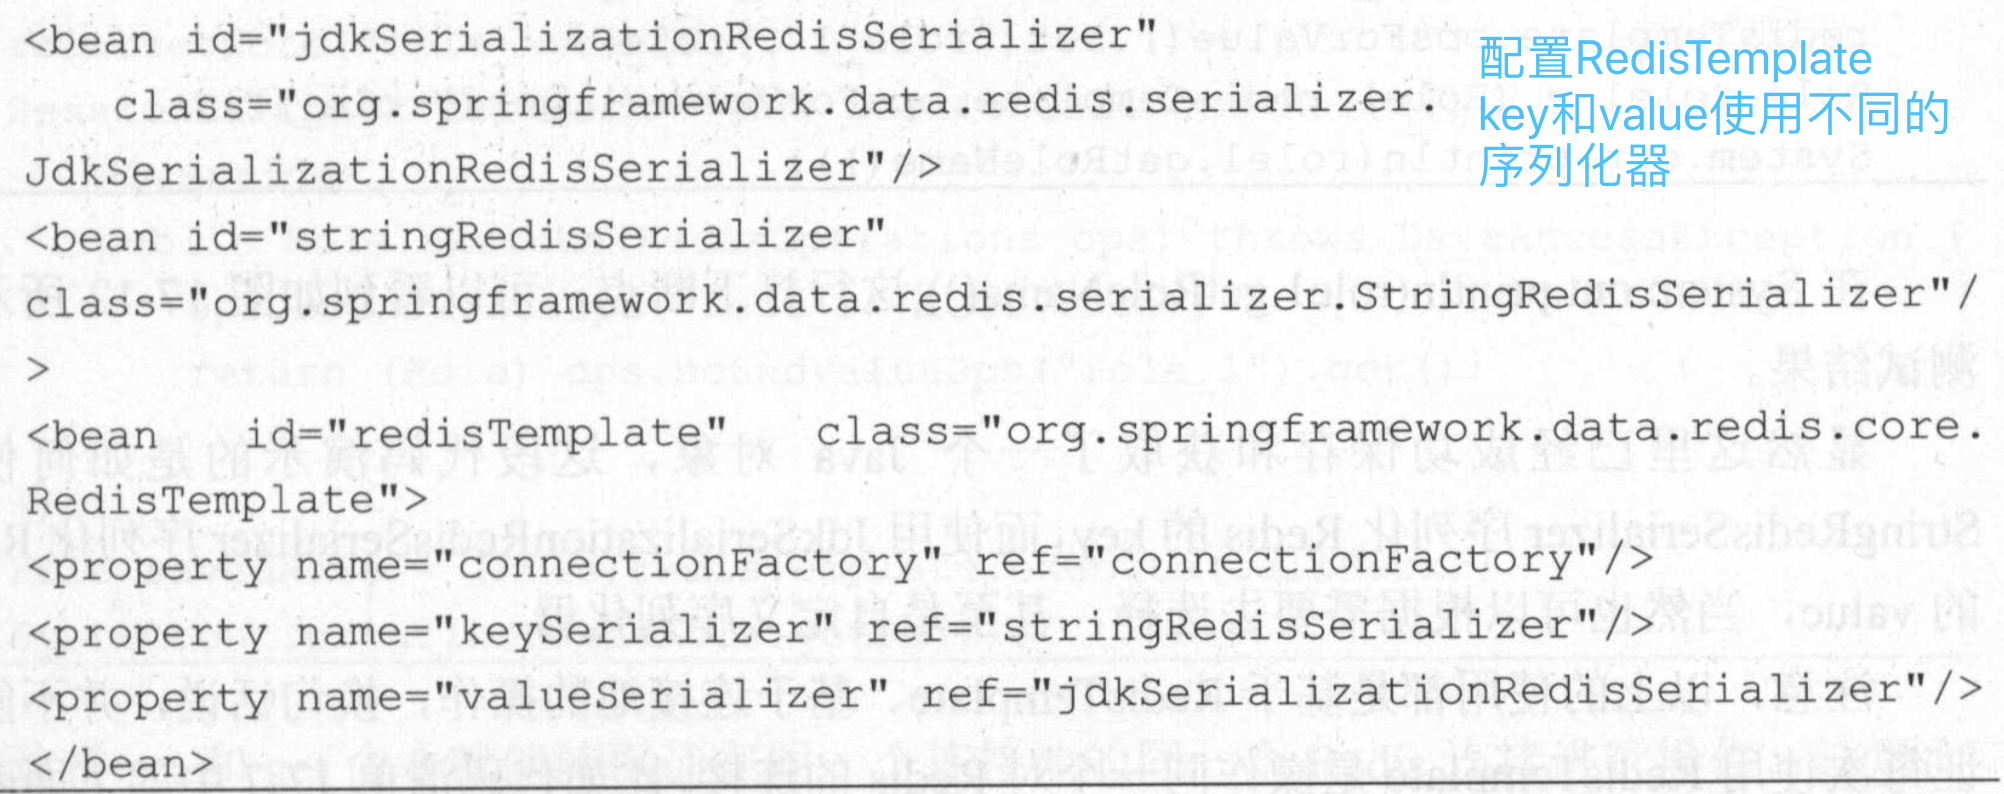 <bean id="jdkSerializationRedisSerializer"
class="org.springframework.data.redis.serializer.
JdkSerializationRedisSerializer"/>
<bean id="stringRedisSerializer"
class="org.springframework.data.redis.serializer.StringRedisSerializer"/
>
<bean id="redisTemplate" class="org.springframework.data.redis.core.
RedisTemplate">
<property name="connectionFactory" ref="connectionFactory"/>
<property name="keySerializer" ref="stringRedisSerializer"/>
<property name="valueSerializer" ref="jdkSerializationRedisSerializer"/>
</bean>
配置RedisTemplate
key和value使用不同的
序列化器